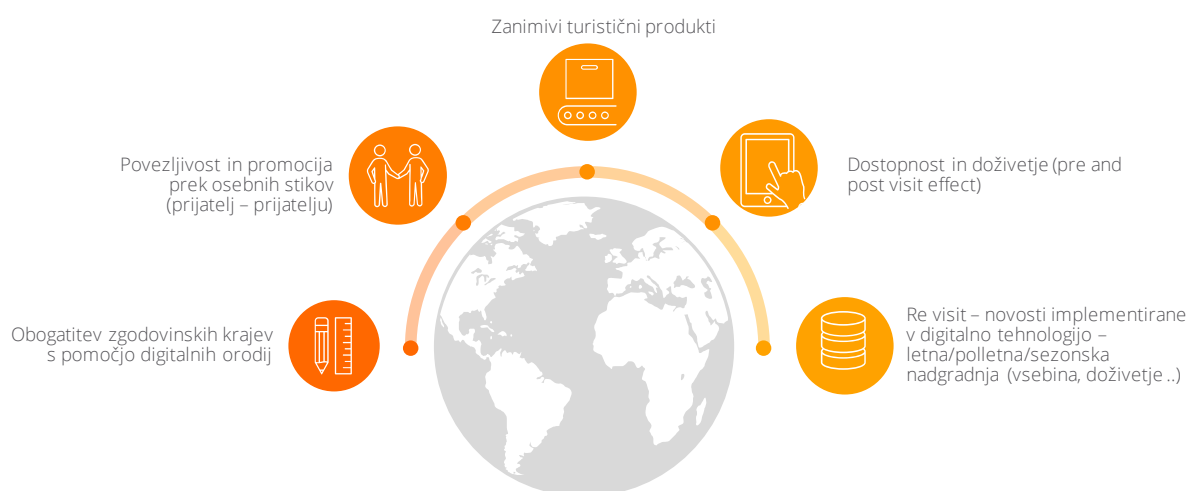 Zanimivi turistični produkti
Povezljivost in promocija
prek osebnih stikov
(prijatelj – prijatelju)
Dostopnost in doživetje (pre and
post visit effect)
Obogatitev zgodovinskih krajev
s pomočjo digitalnih orodij
Re visit – novosti implementirane
v digitalno tehnologijo –
letna/polletna/sezonska
nadgradnja (vsebina, doživetje ..)